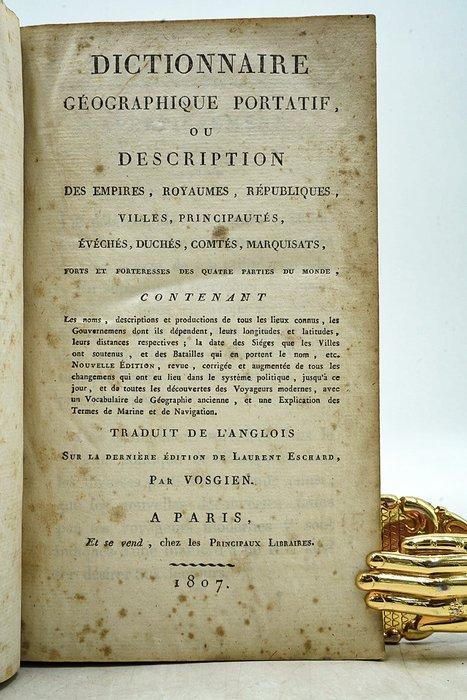 DICTIONNAIRE
GÉOGRAPHIQUE PORTATIF,
OU
DESCRIPTION
DES EMPIRES, ROYAUMES, RÉPUBLIQUES,
VILLES, PRINCIPAUTÉS,
ÉVÉCHÉS, DUCHÉS, COMTÉS, MARQUISATS,
FORTS ET FORTERESSES DES QUATRE PARTIES DU MONDE,
CONTENANT
Les noms, descriptions et productions de tous les lieux connus, les
Gouvernemens dont ils dépendent, leurs longitudes et latitudes,
leurs distances respectives; la date des Siéges que les Villes
ont soutenus, et des Batailles qui en portent le nom, etc.
NOUVELLE ÉDITION, revue, corrigée et augmentée de tous les
changemens qui ont eu lieu dans le systême politique, jusqu'à ce
jour, et de toutes les découvertes des Voyageurs modernes, avec
un Vocabulaire de Géographie ancienne, et une Explication des
Termes de Marine et de Navigation.
TRADUIT DE L'ANGLOIS
SUR LA DERNIÈRE ÉDITION DE LAURENT ESCHARD,
PAR VOSGIEN.
A PARIS,
Et se vend, chez les PRINCIPAUX LIBRAIRES.
1807.